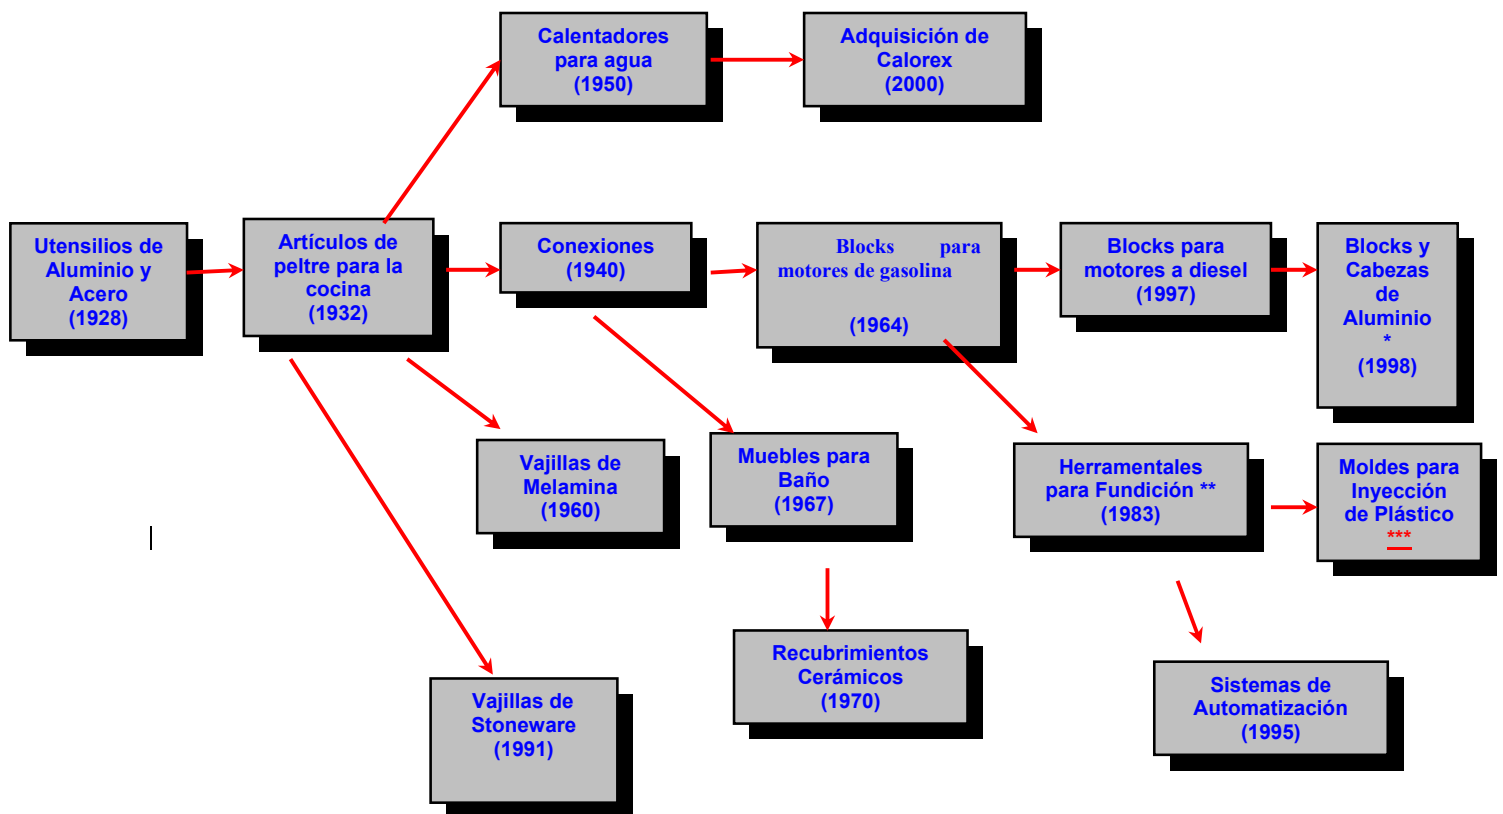 Calentadores
para agua
(1950)
Adquisición de
Calorex
(2000)
Utensilios de
Aluminio y
Acero
(1928)
Artículos de
peltre para la
cocina
(1932)
Conexiones
(1940)
Blocks para
motores de gasolina
(1964)
Blocks para
motores a diesel
(1997)
Blocks y
Cabezas
de
Aluminio
*
(1998)
Vajillas de
Melamina
(1960)
Muebles para
Baño
(1967)
Herramentales
para Fundición **
(1983)
Moldes para
Inyección
de Plástico
***
Vajillas de
Stoneware
(1991)
Recubrimientos
Cerámicos
(1970)
Sistemas de
Automatización
(1995)